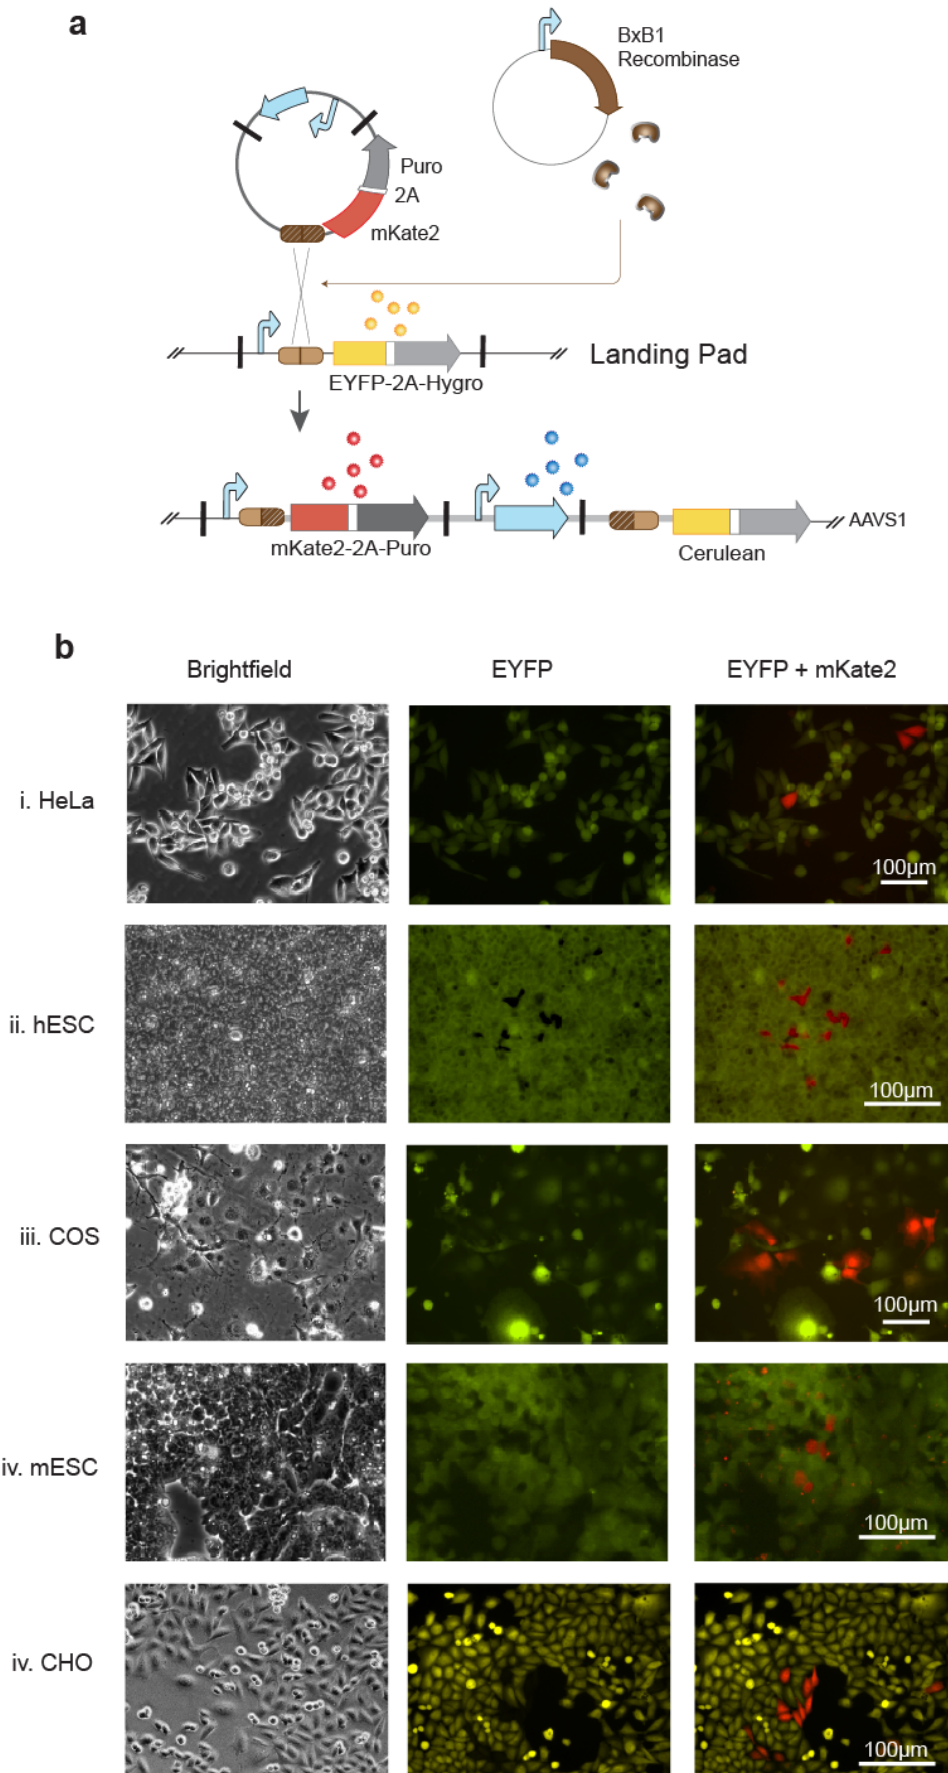 a
BxB1
Recombinase
Puro
2A
mKate2
Landing Pad
EYFP-2A-Hygro
AAVS1
mKate2-2A-Puro
Cerulean
b
Brightfield
EYFP
EYFP + mKate2
i. HeLa
100µm
ii. hESC
100µm
iii. COS
100µm
iv. mESC
100µm
iv. CHO
100µm